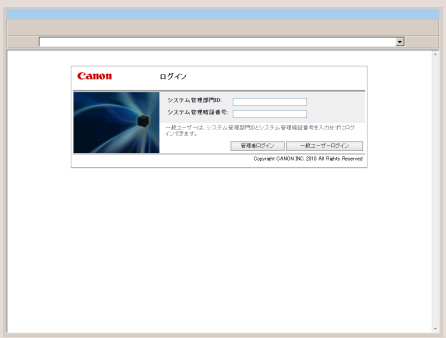 Canon
ログイン
システム管理部門ID:
システム管理暗証番号:
一般ユーザーは、システム管理部門IDとシステム管理暗証番号を入力せずにログ
インできます。
管理者ログイン
一般ユーザーログイン
Copyright CANON INC. 2010 All Rights Reserved